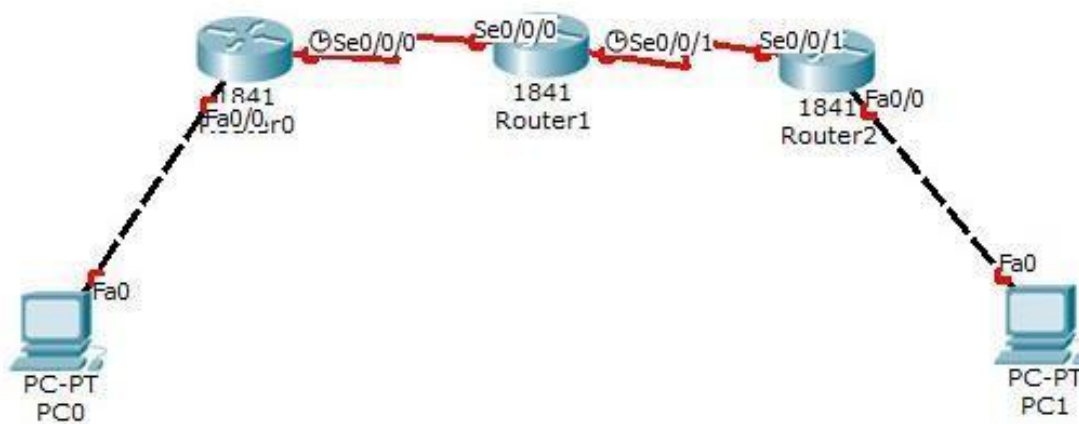 Se0/0/0
Se0/0/0
Se0/0/1
Se0/0/1
1841
Fa0/0
1841
Router1
1841
Router2
Fa0/0
Fa0
PC-PT
PC0
Fa0
PC-PT
PC1